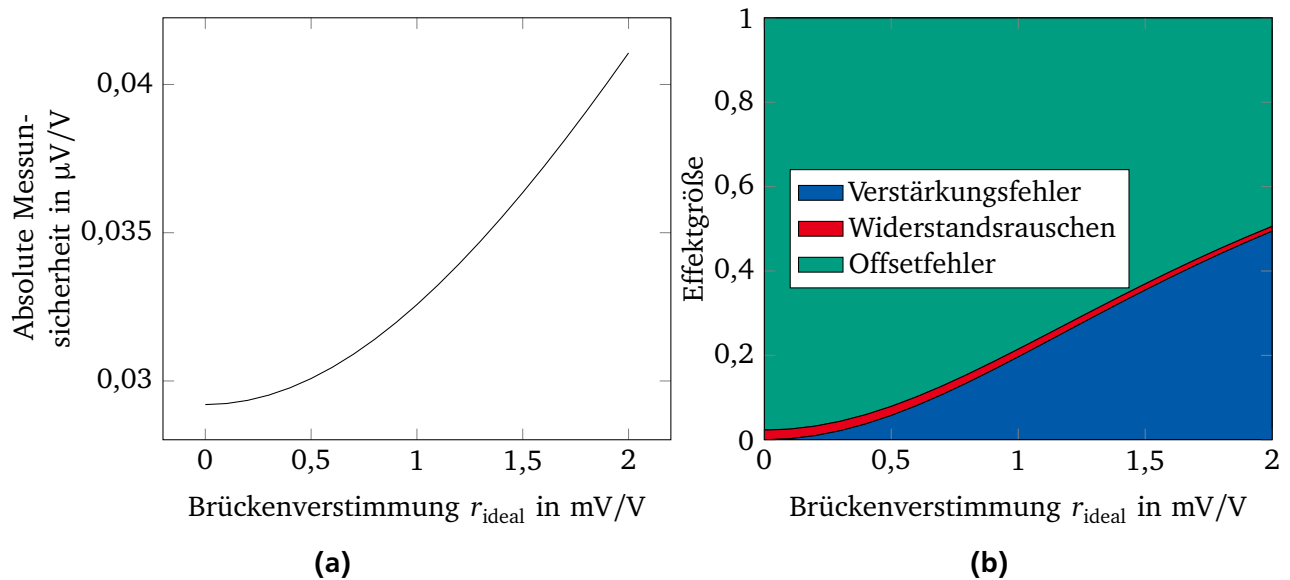 Absolute Messun-
sicherheit in μV/V
0,04
0,035
0,03
0
0,5
1
1,5
2
Brückenverstimmung r_ideal in mV/V
(a)
Effektgröße
1
0,8
0,6
0,4
0,2
0
Verstärkungsfehler
Widerstandsrauschen
Offsetfehler
0
0,5
1
1,5
2
Brückenverstimmung r_ideal in mV/V
(b)